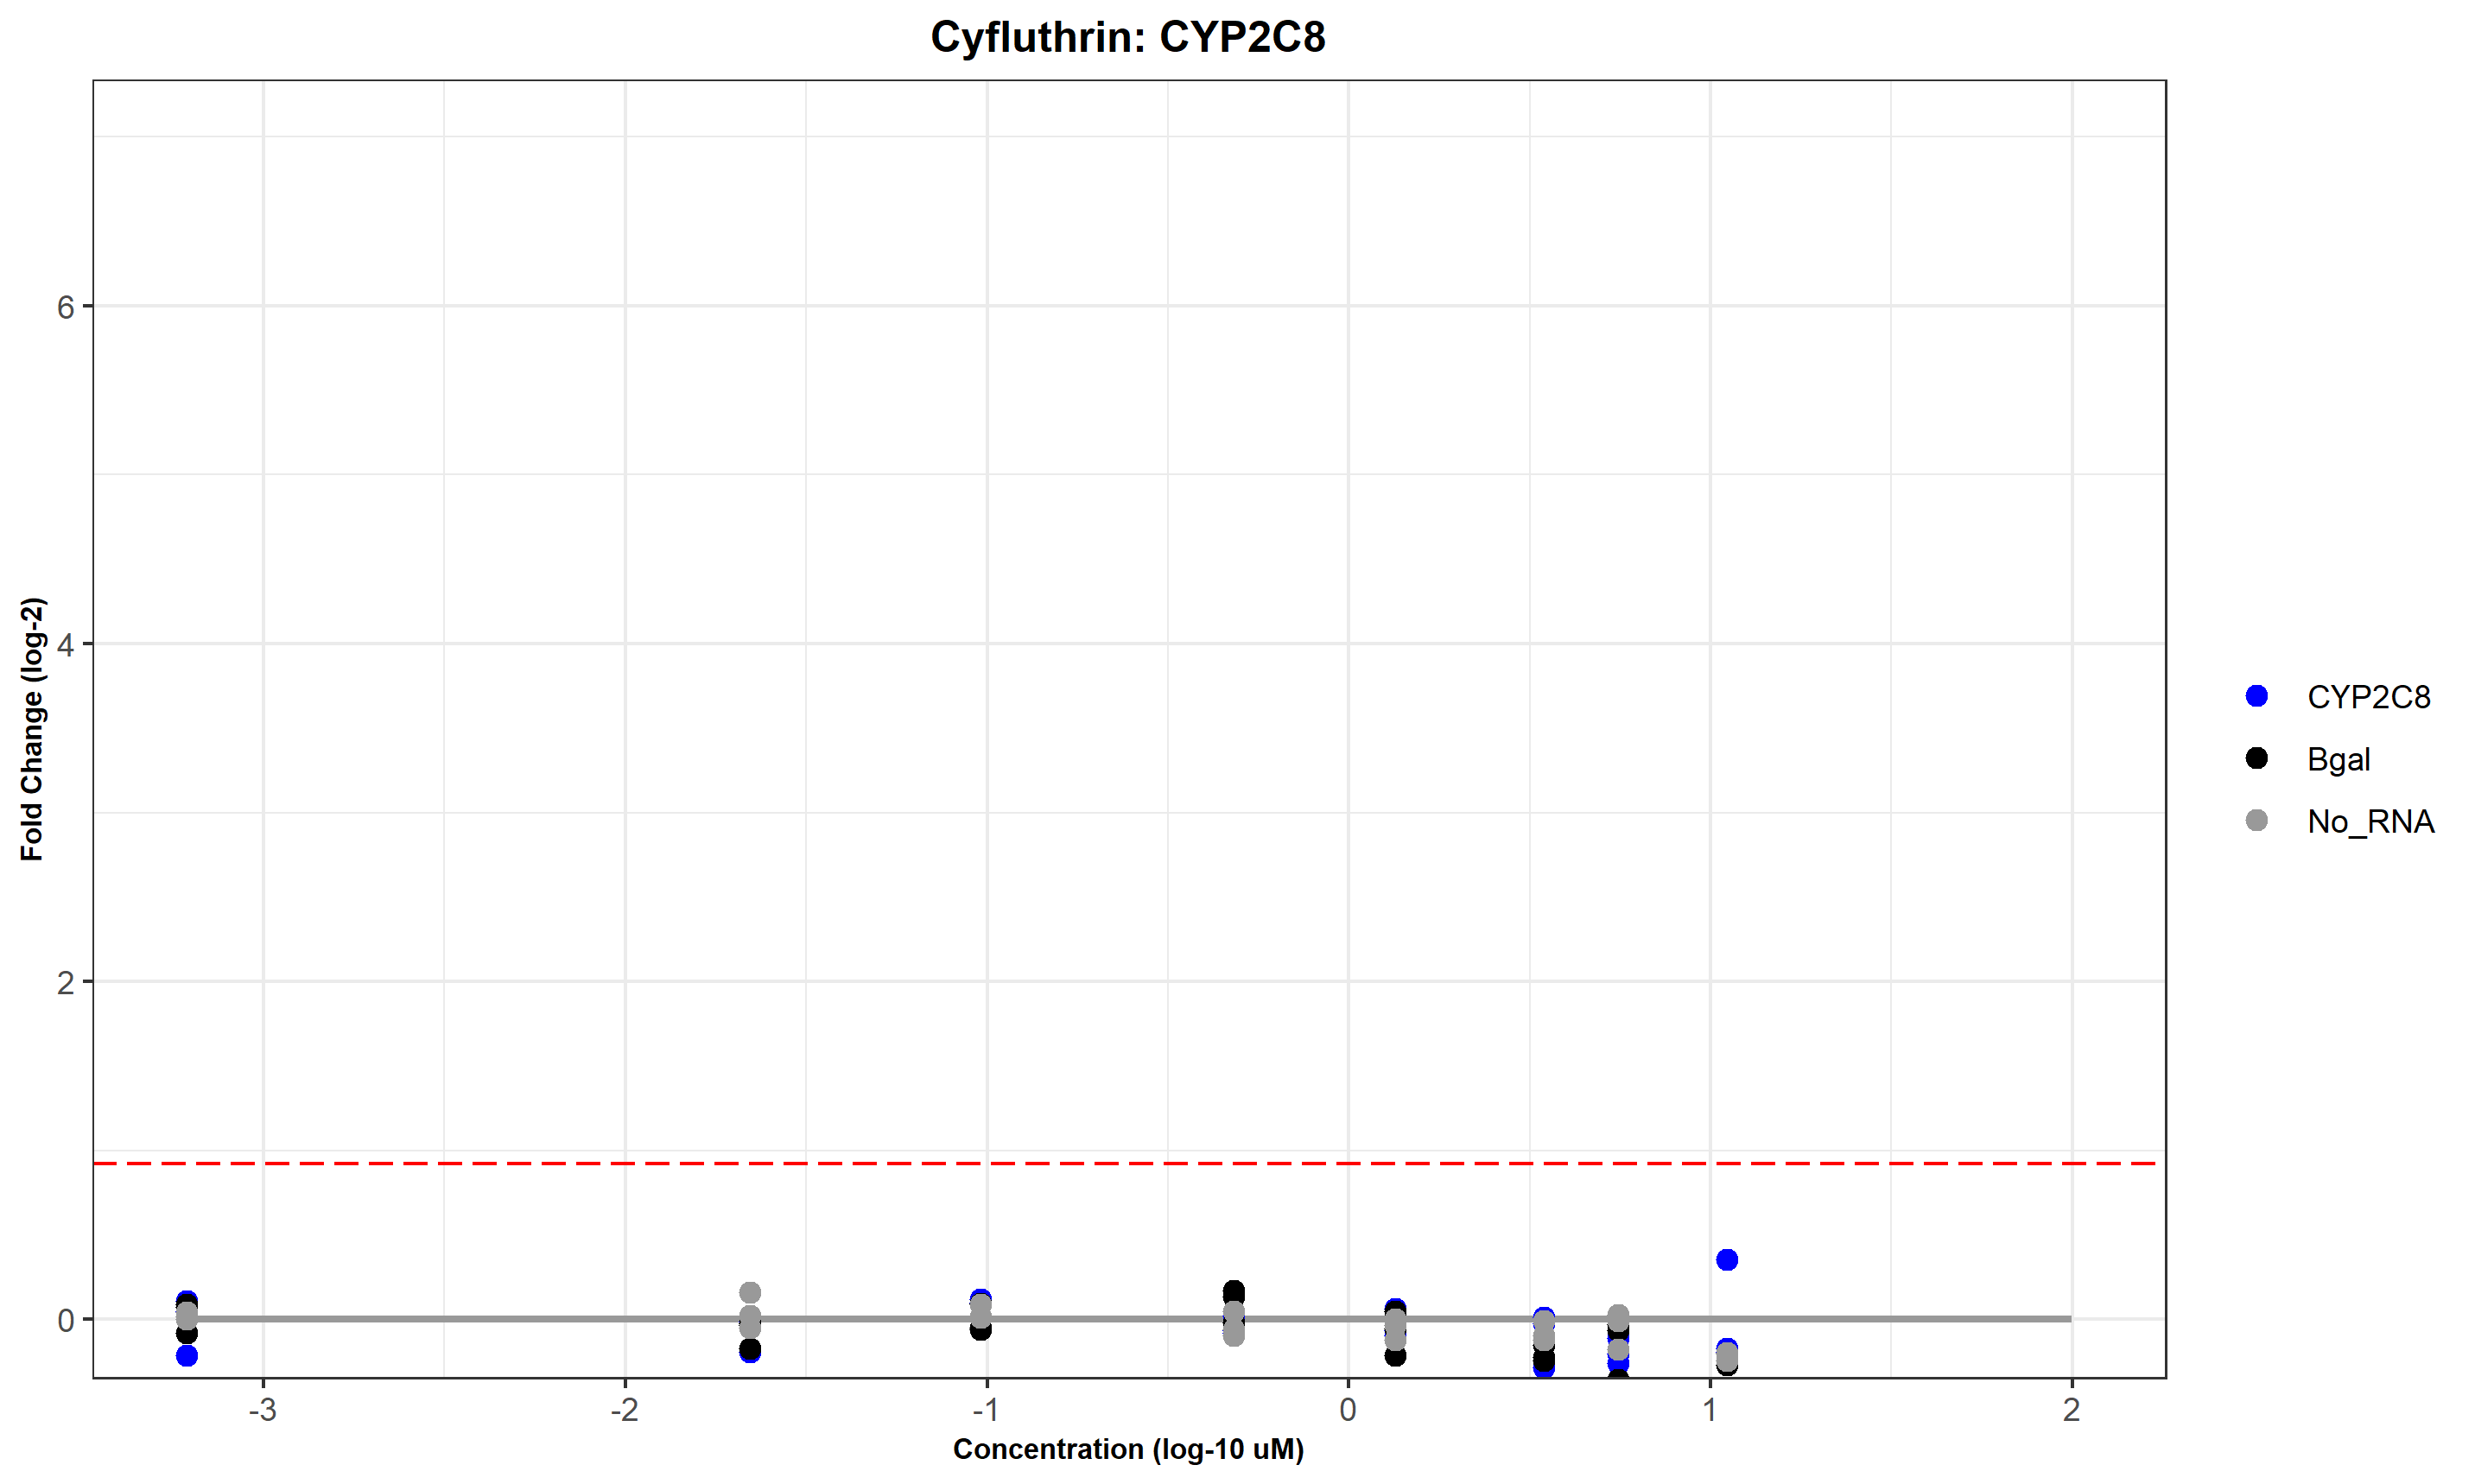 Cyfluthrin: CYP2C8
Fold Change (log-2)
6
4
2
0
-3
-2
-1
0
1
2
Concentration (log-10 uM)
CYP2C8
Bgal
No_RNA